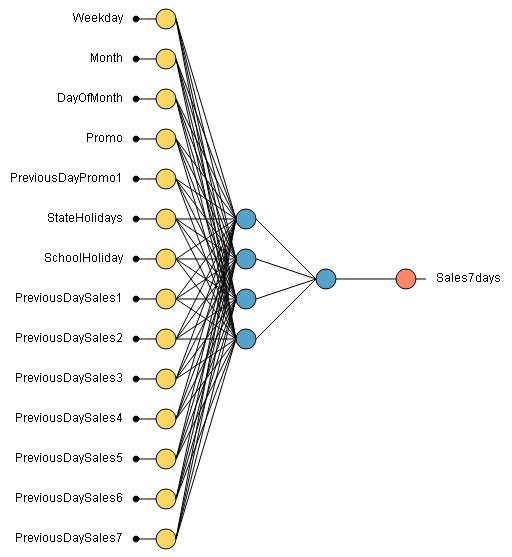 Weekday
Month
DayOfMonth
Promo
PreviousDayPromo1
StateHolidays
SchoolHoliday
Sales7days
PreviousDaySales1
PreviousDaySales2
PreviousDaySales3
PreviousDaySales4
PreviousDaySales5
PreviousDaySales6
PreviousDaySales7